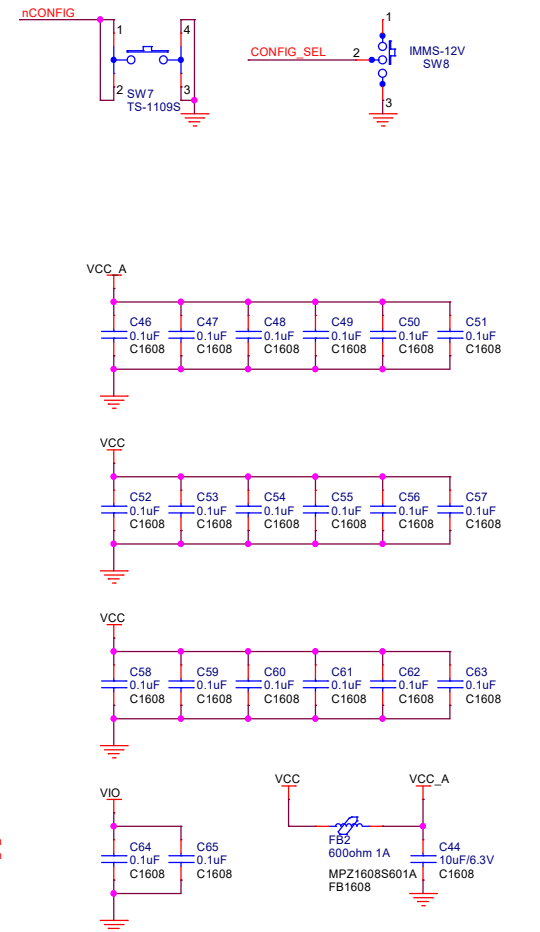 nCONFIG
1
4
2
3
SW7
TS-1109S
CONFIG_SEL
1
2
3
IMMS-12V
SW8
VCC_A
C46
0.1uF
C1608
C47
0.1uF
C1608
C48
0.1uF
C1608
C49
0.1uF
C1608
C50
0.1uF
C1608
C51
0.1uF
C1608
VCC
C52
0.1uF
C1608
C53
0.1uF
C1608
C54
0.1uF
C1608
C55
0.1uF
C1608
C56
0.1uF
C1608
C57
0.1uF
C1608
VCC
C58
0.1uF
C1608
C59
0.1uF
C1608
C60
0.1uF
C1608
C61
0.1uF
C1608
C62
0.1uF
C1608
C63
0.1uF
C1608
VIO
C64
0.1uF
C1608
C65
0.1uF
C1608
VCC
VCC_A
FB2
600ohm 1A
MPZ1608S601A
FB1608
C44
10uF/6.3V
C1608